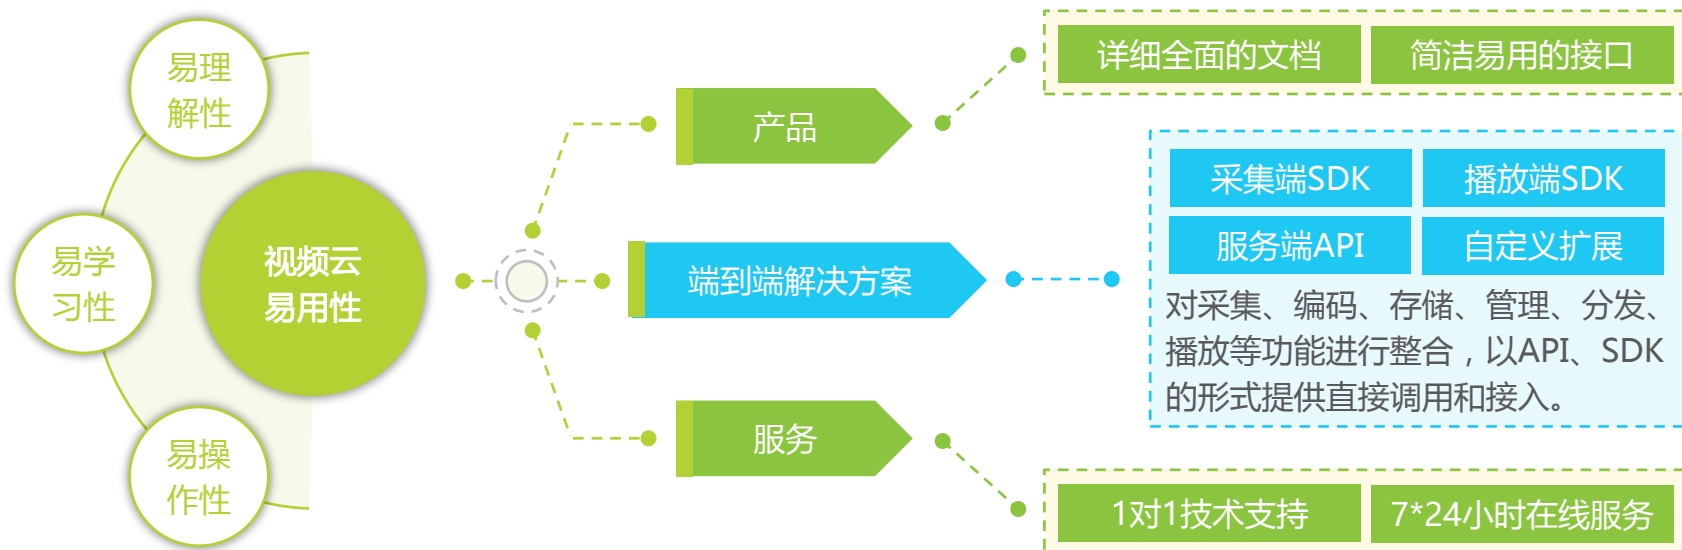 易理
解性
易学
习性
易操
作性
视频云
易用性
产品
端到端解决方案
服务
详细全面的文档
简洁易用的接口
采集端SDK
播放端SDK
服务端API
自定义扩展
对采集、编码、存储、管理、分发、
播放等功能进行整合，以API、SDK
的形式提供直接调用和接入。
1对1技术支持
7*24小时在线服务